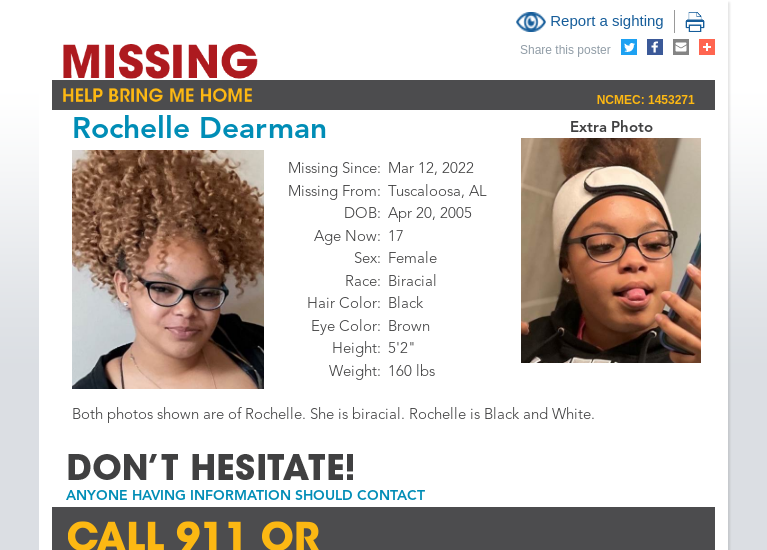 Report a sighting
Share this poster
MISSING
HELP BRING ME HOME
NCMEC: 1453271
Rochelle Dearman
Extra Photo
Missing Since: Mar 12, 2022
Missing From: Tuscaloosa, AL
DOB: Apr 20, 2005
Age Now: 17
Sex: Female
Race: Biracial
Hair Color: Black
Eye Color: Brown
Height: 5'2"
Weight: 160 lbs
Both photos shown are of Rochelle. She is biracial. Rochelle is Black and White.
DON'T HESITATE!
ANYONE HAVING INFORMATION SHOULD CONTACT
CALL 911 OR